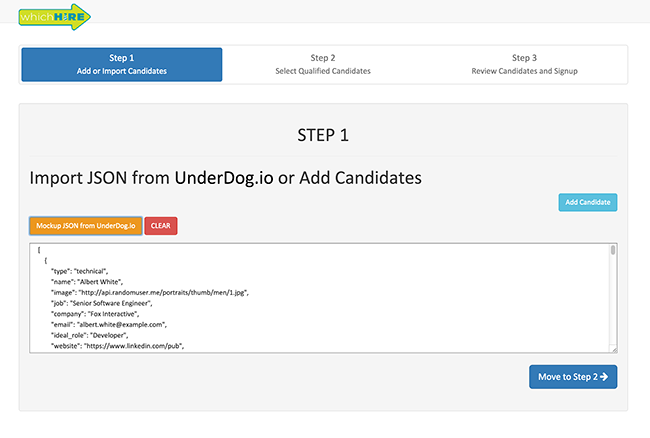 whichHIRE
Step 1
Add or Import Candidates
Step 2
Select Qualified Candidates
Step 3
Review Candidates and Signup
STEP 1
Import JSON from UnderDog.io or Add Candidates
Add Candidate
Mockup JSON from UnderDog.io
CLEAR
[
{
"type": "technical",
"name": "Albert White",
"image": "http://api.randomuser.me/portraits/thumb/men/1.jpg",
"job": "Senior Software Engineer",
"company": "Fox Interactive",
"email": "albert.white@example.com",
"ideal_role": "Developer",
"website": "https://www.linkedin.com/pub",
Move to Step 2